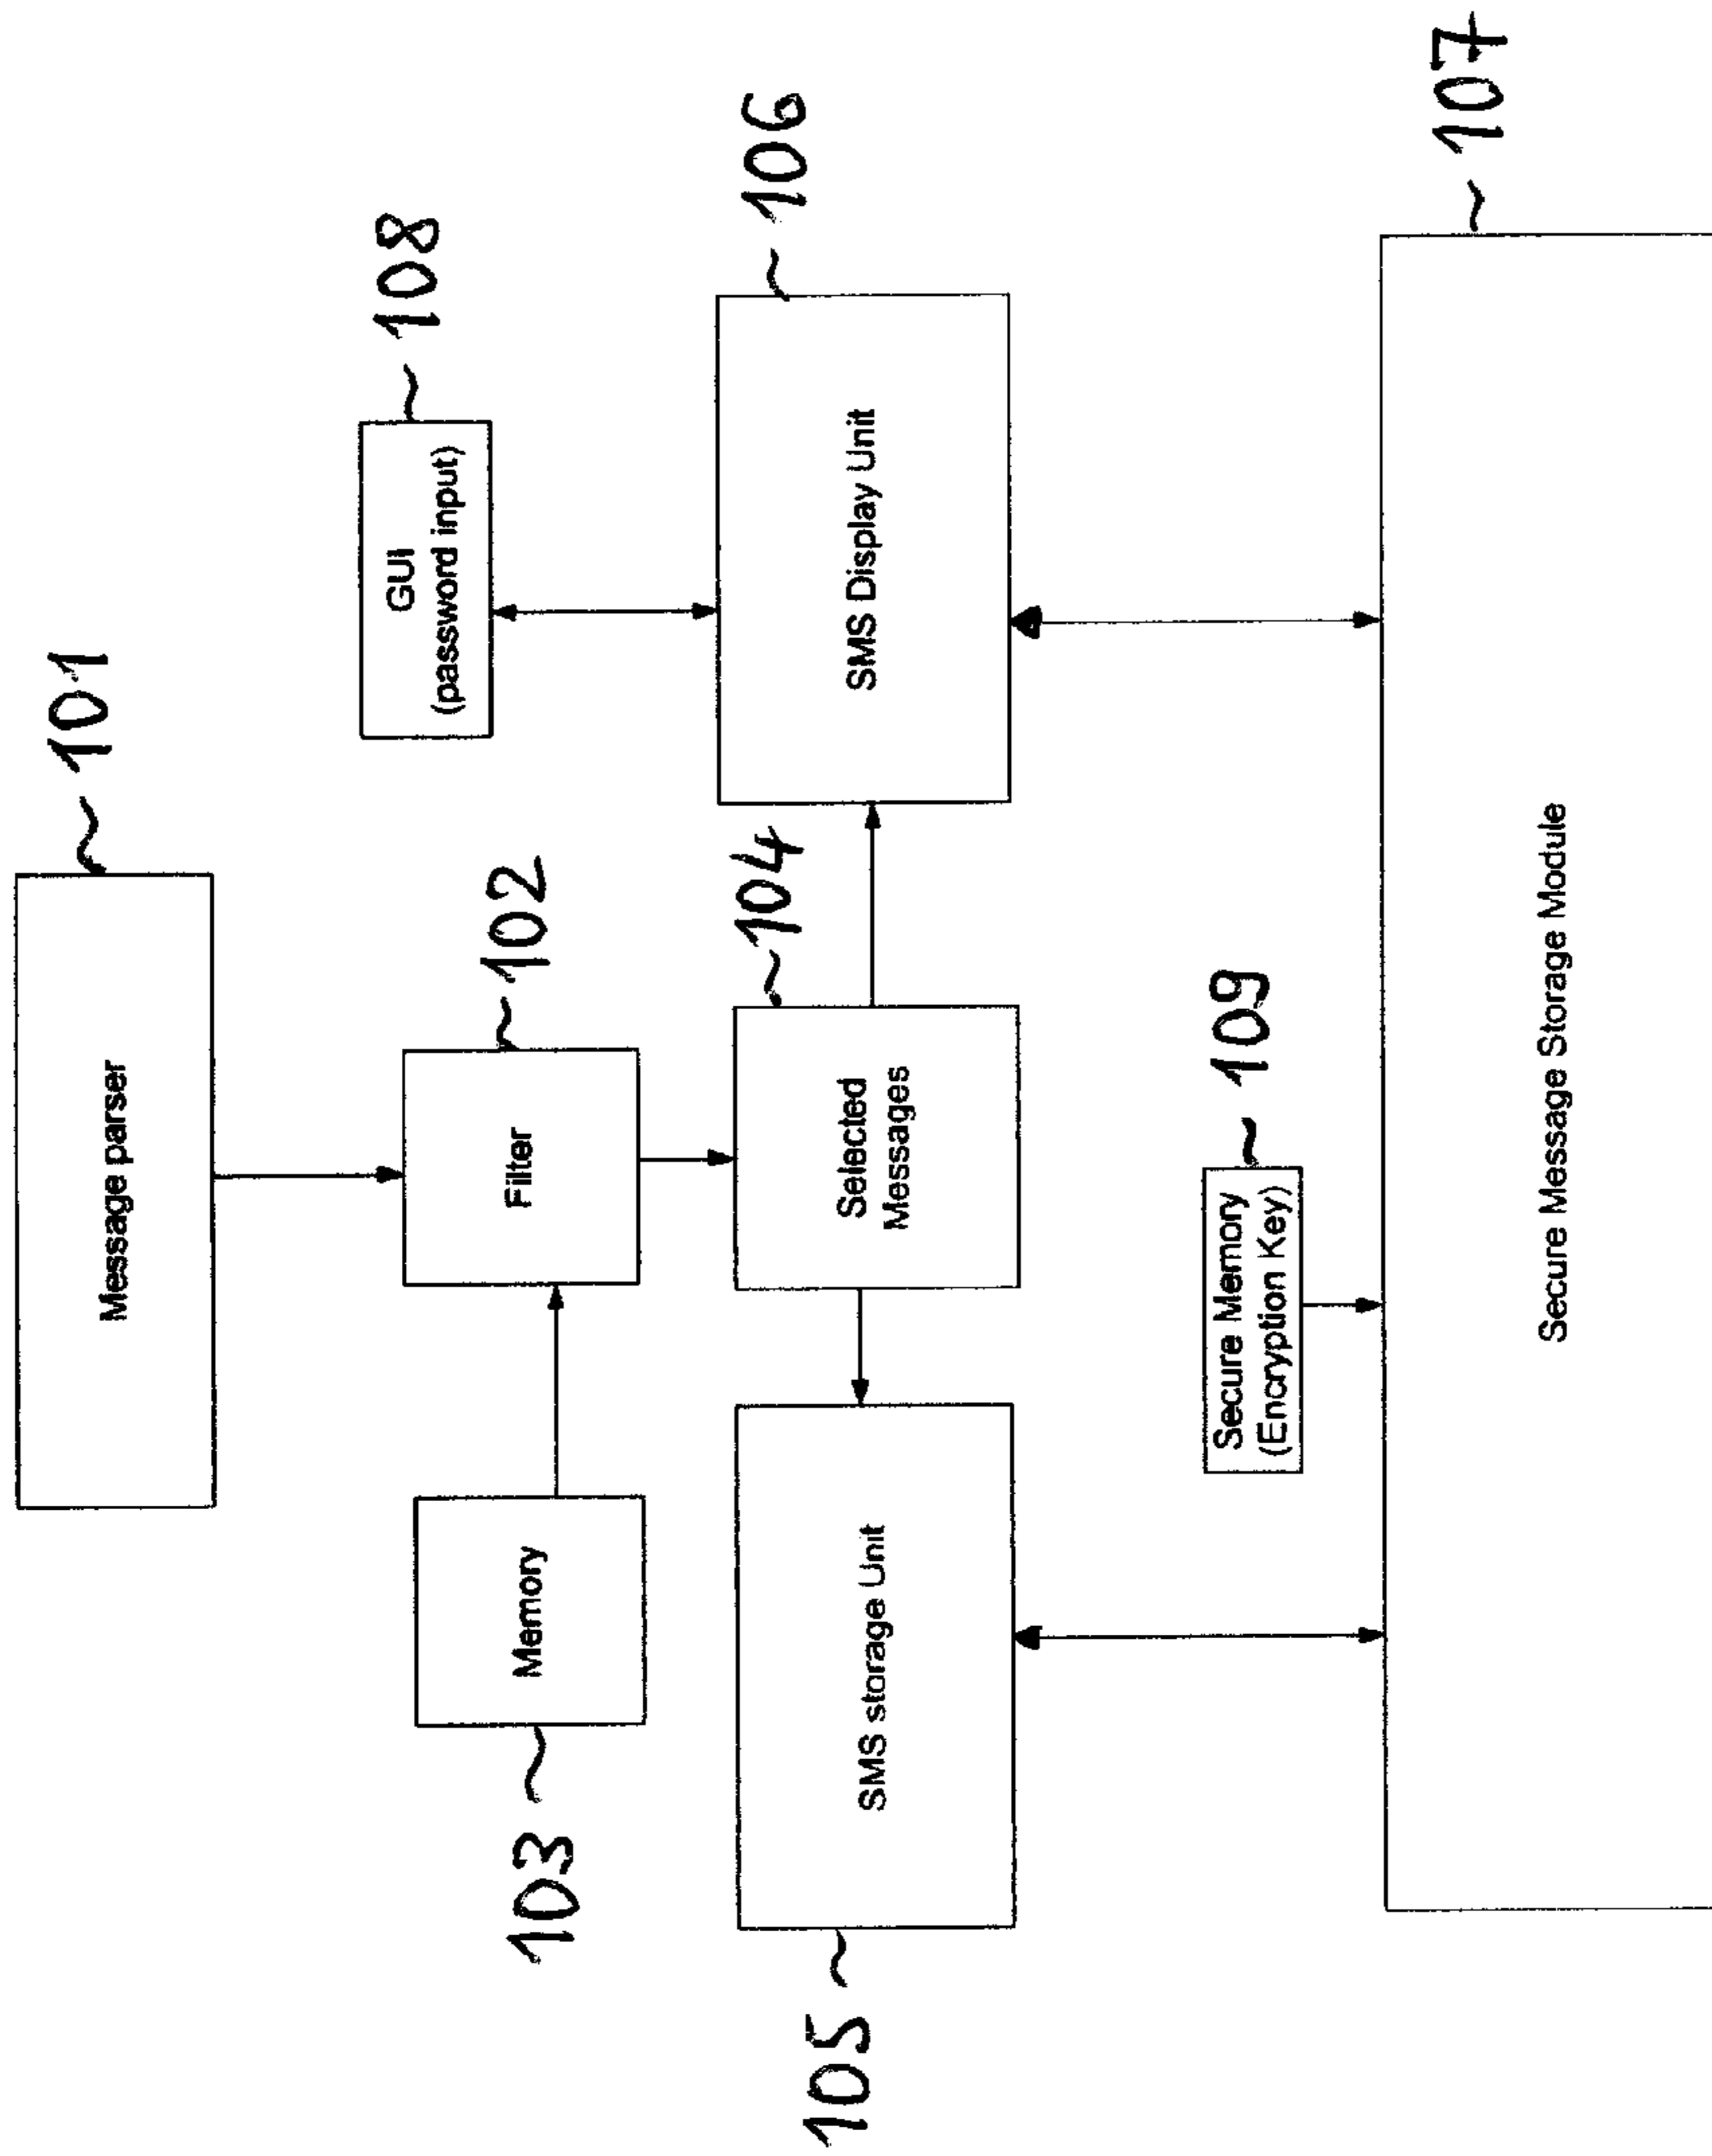 101
Message parser
108
GUI
(password input)
102
Filter
103
Memory
106
SMS Display Unit
104
Selected
Messages
105
SMS storage Unit
109
Secure Memory
(Encryption Key)
107
Secure Message Storage Module